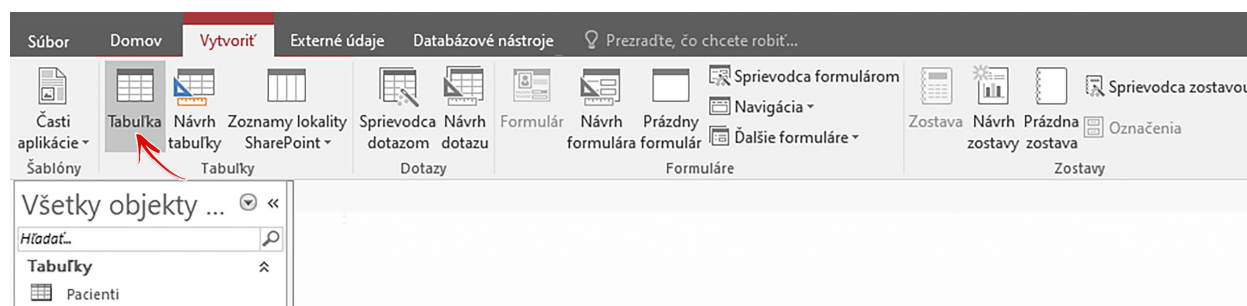 Súbor Domov Vytvoriť Externé údaje Databázové nástroje Prezraďte, čo chcete robiť...
Časti
aplikácie
Šablóny
Tabuľka
Návrh
tabuľky
Zoznamy lokality
SharePoint
Tabuľky
Sprievodca
dotazom
Návrh
dotazu
Dotazy
Formulár
Návrh
formulára
Prázdny
formulár
Sprievodca formulárom
Navigácia
Ďalšie formuláre
Formuláre
Zostava
Návrh
zostavy
Prázdna
zostava
Sprievodca zostavou
Označenia
Zostavy
Všetky objekty ... «
Hľadať...
Tabuľky
Pacienti